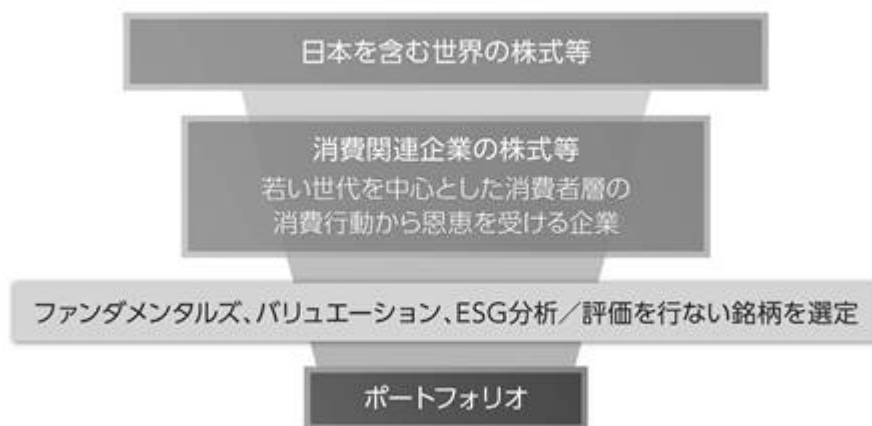 日本を含む世界の株式等
消費関連企業の株式等
若い世代を中心とした消費者層の
消費行動から恩恵を受ける企業
ファンダメンタルズ、バリュエーション、ESG分析／評価を行ない銘柄を選定
ポートフォリオ